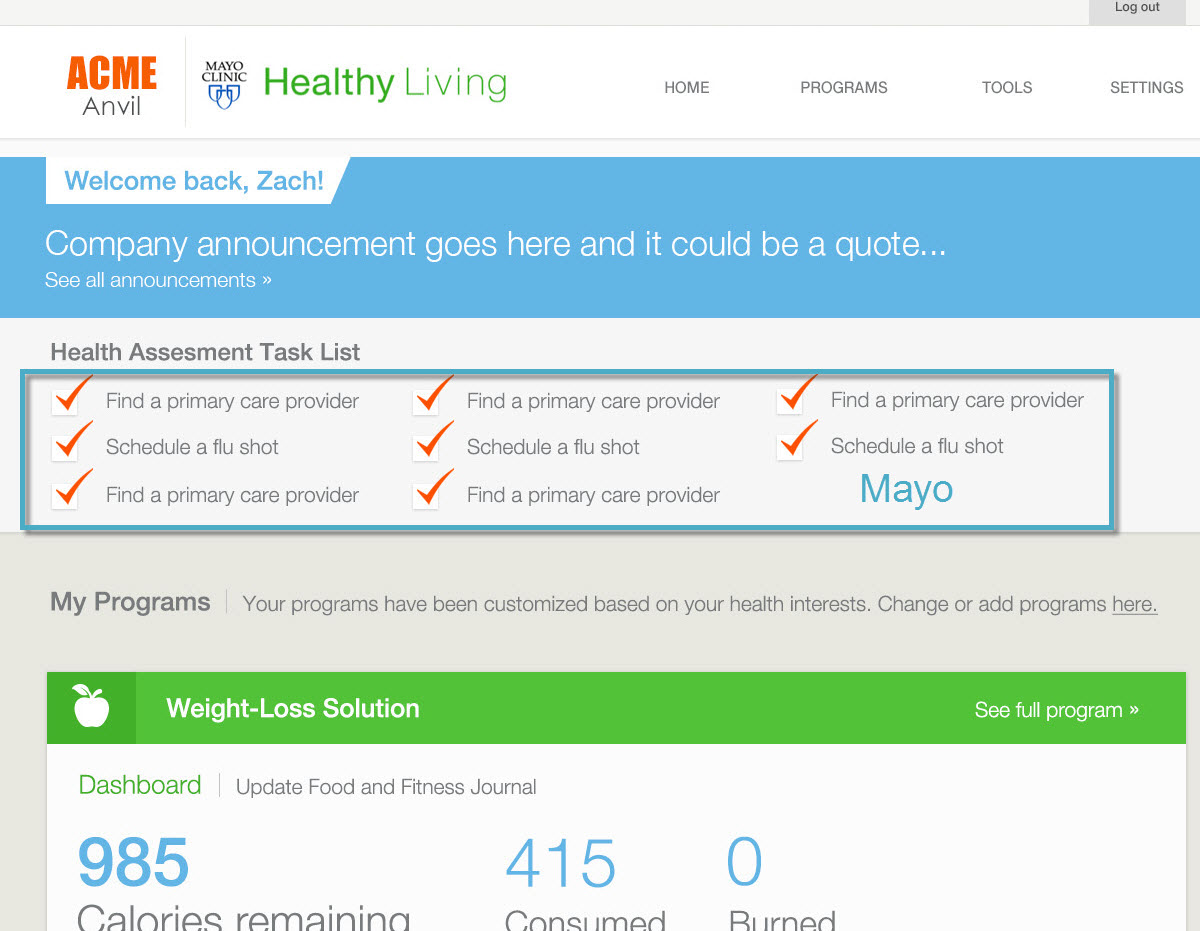 Log out
ACME
Anvil
MAYO
CLINIC
Healthy Living
HOME PROGRAMS TOOLS SETTINGS
Welcome back, Zach!
Company announcement goes here and it could be a quote...
See all announcements »
Health Assesment Task List
Find a primary care provider Find a primary care provider Find a primary care provider
Schedule a flu shot Schedule a flu shot Schedule a flu shot
Find a primary care provider Find a primary care provider Mayo
My Programs Your programs have been customized based on your health interests. Change or add programs here.
Weight-Loss Solution See full program »
Dashboard Update Food and Fitness Journal
985 415 0
Calories remaining Consumed Burned